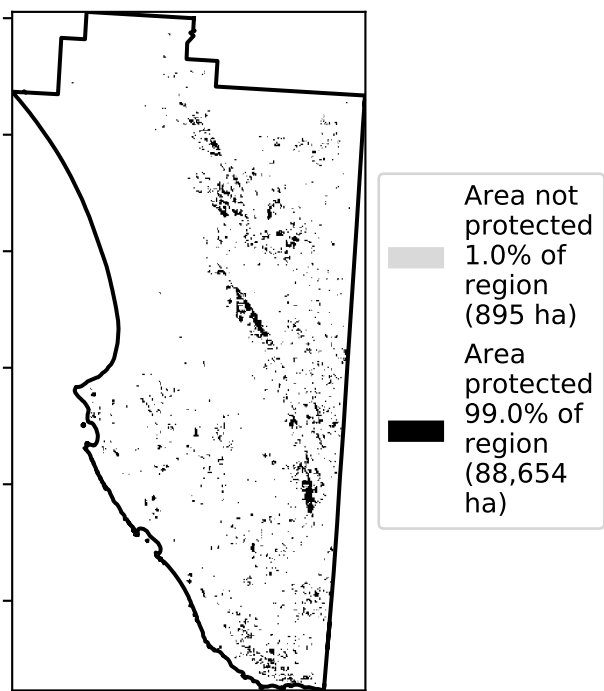 Area not
protected
1.0% of
region
(895 ha)
Area
protected
99.0% of
region
(88,654
ha)